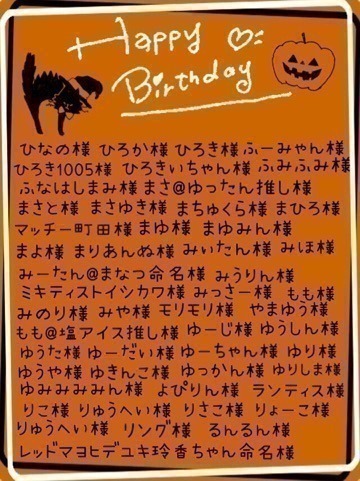 Happy ♡:
Birthday
ひなの様 ひろか様 ひろき様 ふーみゃん様
ひろき1005様 ひろきいちゃん様 ふみふみ様
ふなはしまみ様 まさ@ゆったん推し様
まさと様 まさゆき様 まちゅくら様 まひろ様
マッチー町田様 まゆ様 まゆみん様
まよ様 まりあんぬ様 みいたん様 みほ様
みーたん@まなつ命名様 みうりん様
ミキティストイシカワ様 みっさー様 もも様
みのり様 みや様 モリモリ様 やまゆう様
もも@塩アイス推し様 ゆーじ様 ゆうしん様
ゆうた様 ゆーだい様 ゆーちゃん様 ゆり様
ゆうや様 ゆきんこ様 ゆっかん様 ゆりしま様
ゆみみみみん様 よぴりん様 ランティス様
りこ様 りゅうへい様 りさこ様 りょーこ様
りゅうへい様 リング様 るんるん様
レッドマヨヒデユキ玲香ちゃん命名様